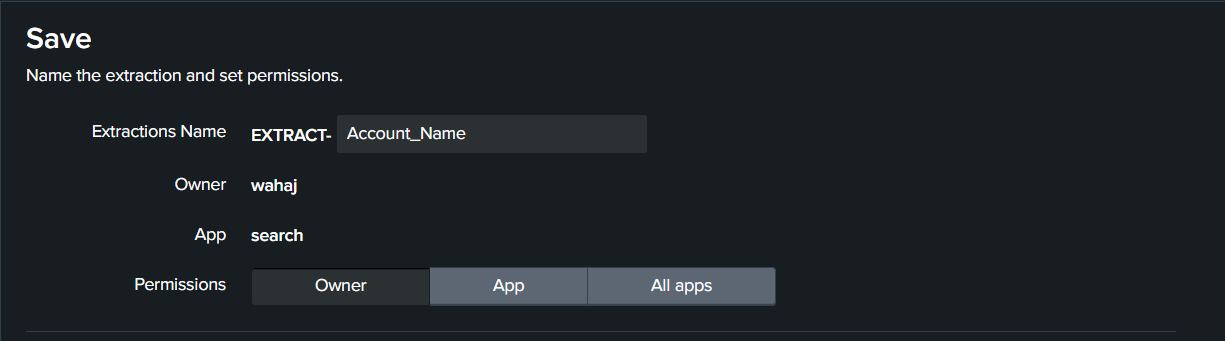 Save
Name the extraction and set permissions.
Extractions Name EXTRACT- Account_Name
Owner wahaj
App search
Permissions Owner App All apps